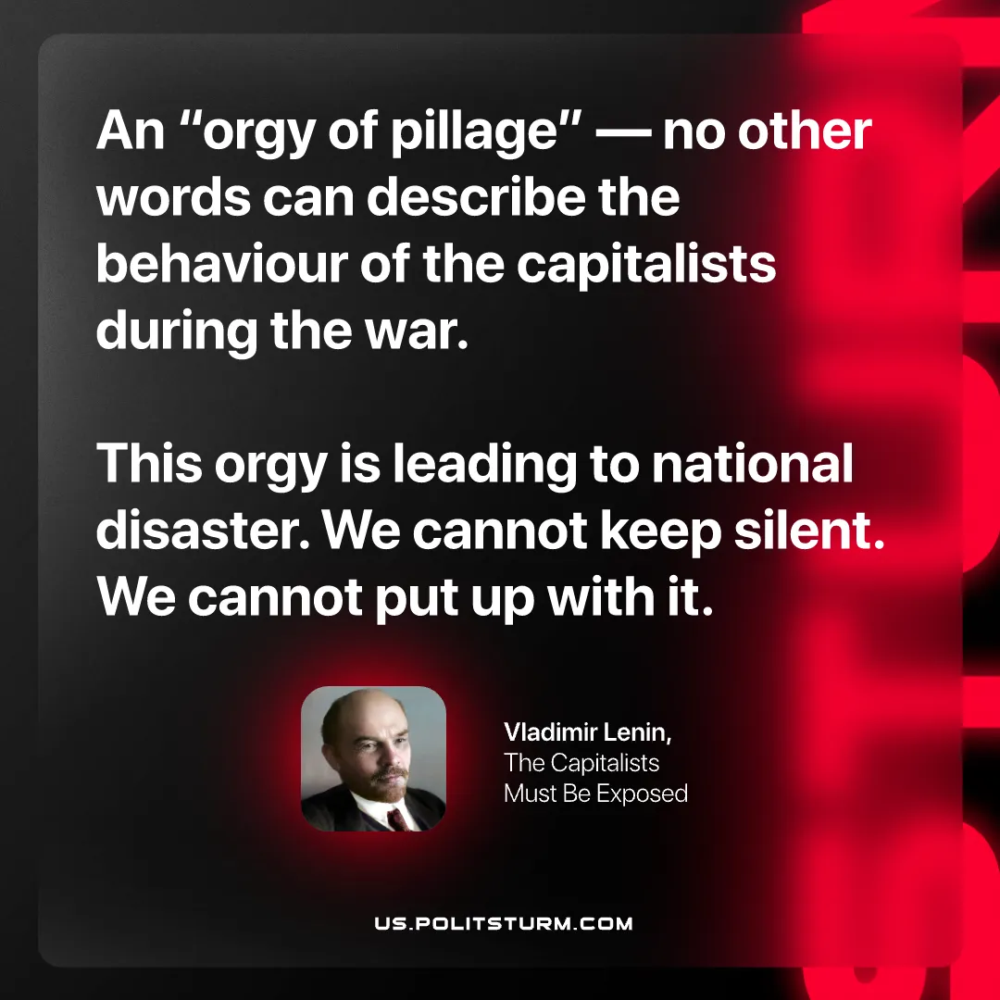 An “orgy of pillage” — no other
words can describe the
behaviour of the capitalists
during the war.
This orgy is leading to national
disaster. We cannot keep silent.
We cannot put up with it.
Vladimir Lenin,
The Capitalists
Must Be Exposed
US.POLITSTURM.COM